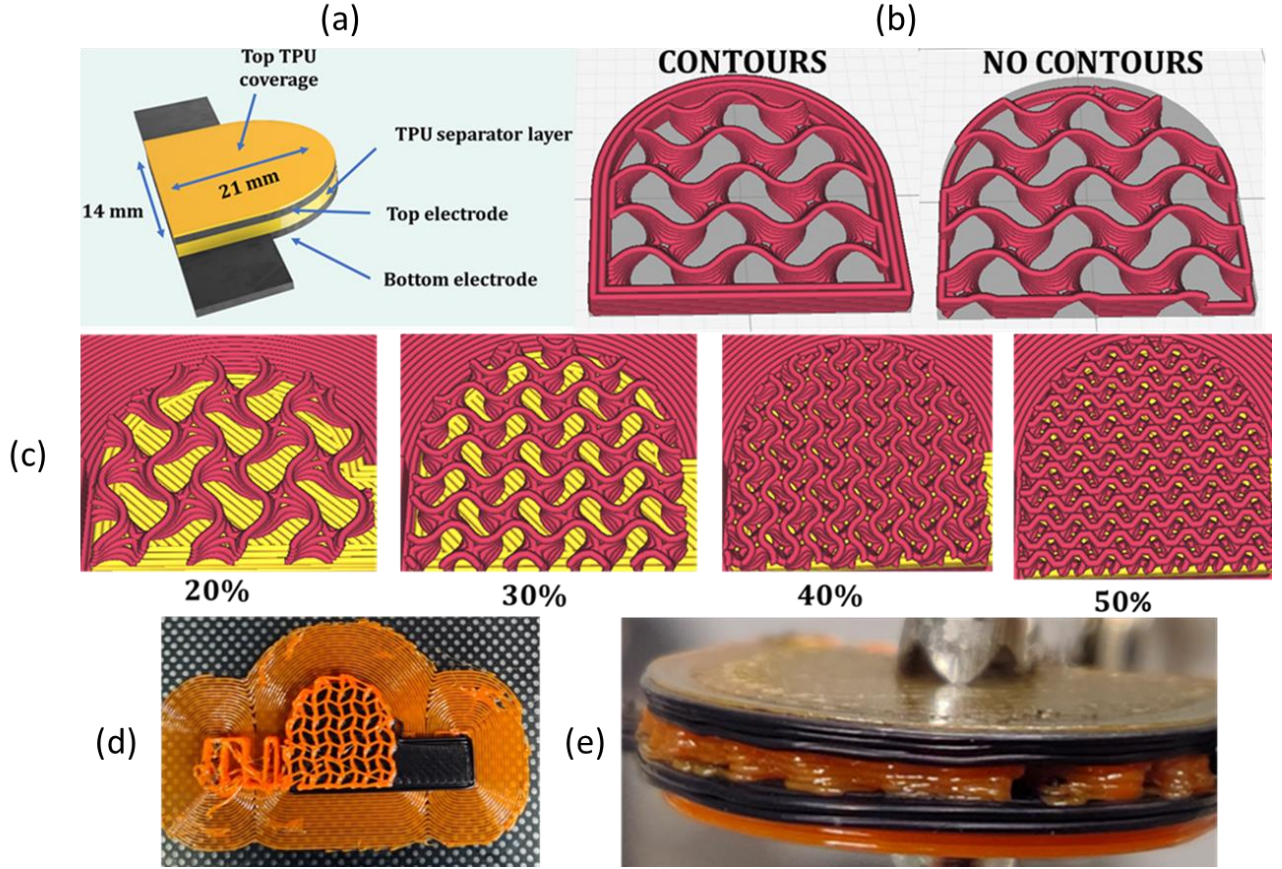 (a)
(b)
Top TPU
coverage
TPU separator layer
21 mm
14 mm
Top electrode
Bottom electrode
CONTOURS
NO CONTOURS
(c)
20%
30%
40%
50%
(d)
(e)